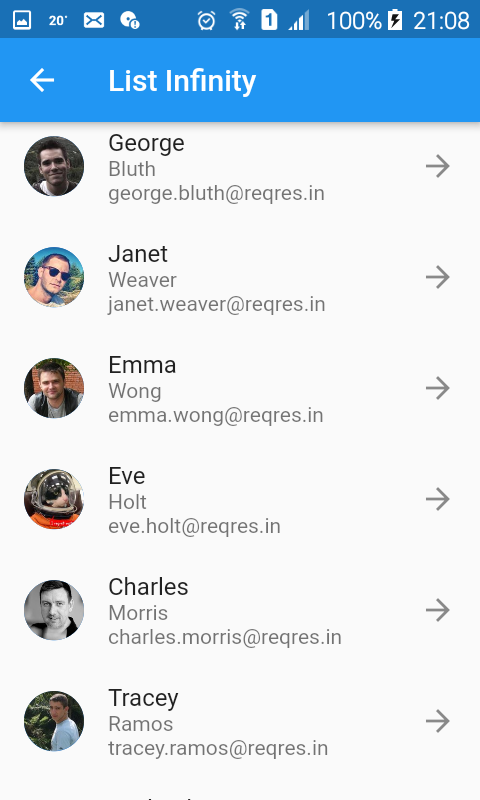 20°
1
100%
21:08
List Infinity
George
Bluth
george.bluth@reqres.in
Janet
Weaver
janet.weaver@reqres.in
Emma
Wong
emma.wong@reqres.in
Eve
Holt
eve.holt@reqres.in
Charles
Morris
charles.morris@reqres.in
Tracey
Ramos
tracey.ramos@reqres.in